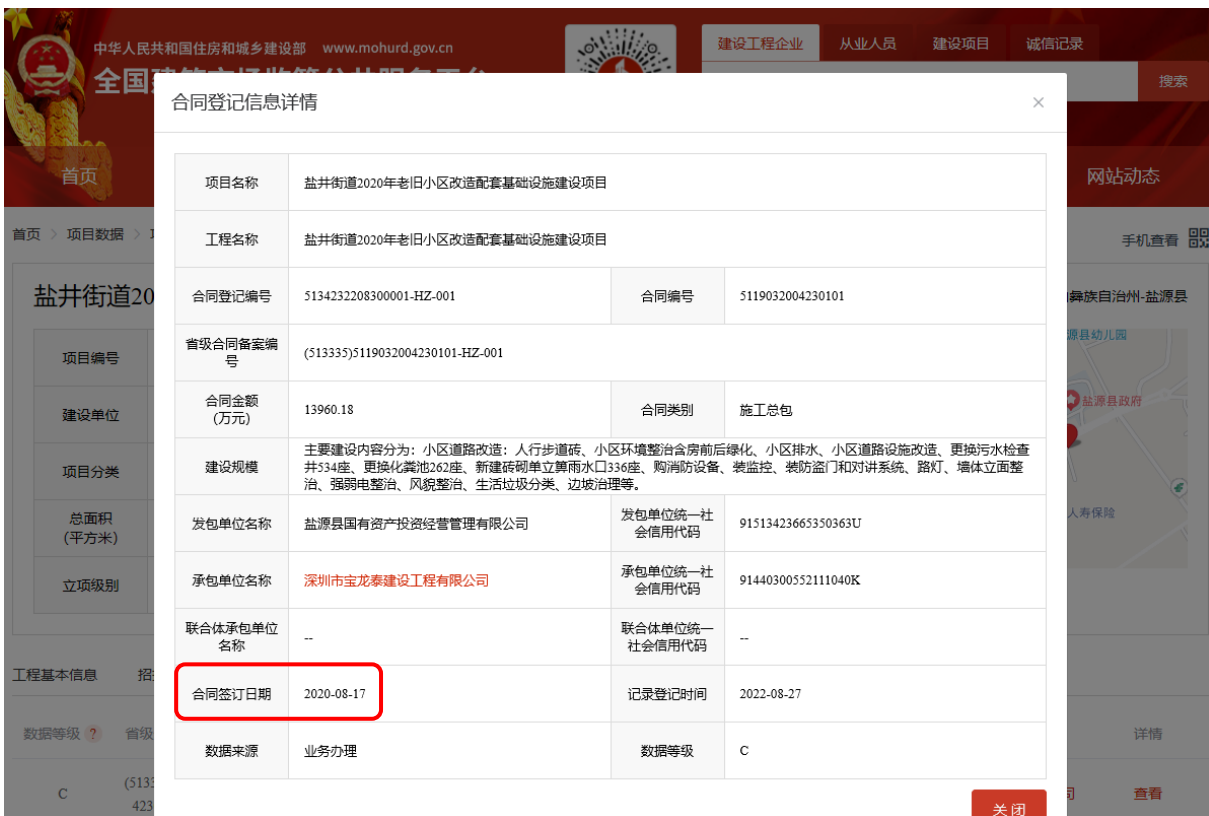 中华人民共和国住房和城乡建设部 www.mohurd.gov.cn
建设工程企业 从业人员 建设项目 诚信记录
搜索
首页
网站动态
首页 > 项目数据 >
手机查看
盐井街道20
彝族自治州-盐源县
项目编号
建设单位
项目分类
总面积
(平方米)
立项级别
源县幼儿园
盐源县政府
人寿保险
工程基本信息
数据等级 ? 省级
详情
C
(513
423
司
查看
合同登记信息详情 ×
项目名称 盐井街道2020年老旧小区改造配套基础设施建设项目
工程名称 盐井街道2020年老旧小区改造配套基础设施建设项目
合同登记编号 5134232208300001-HZ-001 合同编号 5119032004230101
省级合同备案编
号
(513335)5119032004230101-HZ-001
合同金额
(万元)
13960.18 合同类别 施工总包
建设规模
主要建设内容分为：小区道路改造：人行步道砖、小区环境整治含房前后绿化、小区排水、小区道路设施改造、更换污水检查
井534座、更换化粪池262座、新建砖砌单立箅雨水口336座、购消防设备、装监控、装防盗门和对讲系统、路灯、墙体立面整
治、强弱电整治、风貌整治、生活垃圾分类、边坡治理等。
发包单位名称 盐源县国有资产投资经营管理有限公司
发包单位统一社
会信用代码
91513423665350363U
承包单位名称 深圳市宝龙泰建设工程有限公司
承包单位统一社
会信用代码
91440300552111040K
联合体承包单位
名称
--
联合体单位统一
社会信用代码
--
合同签订日期 2020-08-17 记录登记时间 2022-08-27
数据来源 业务办理 数据等级 C
关闭